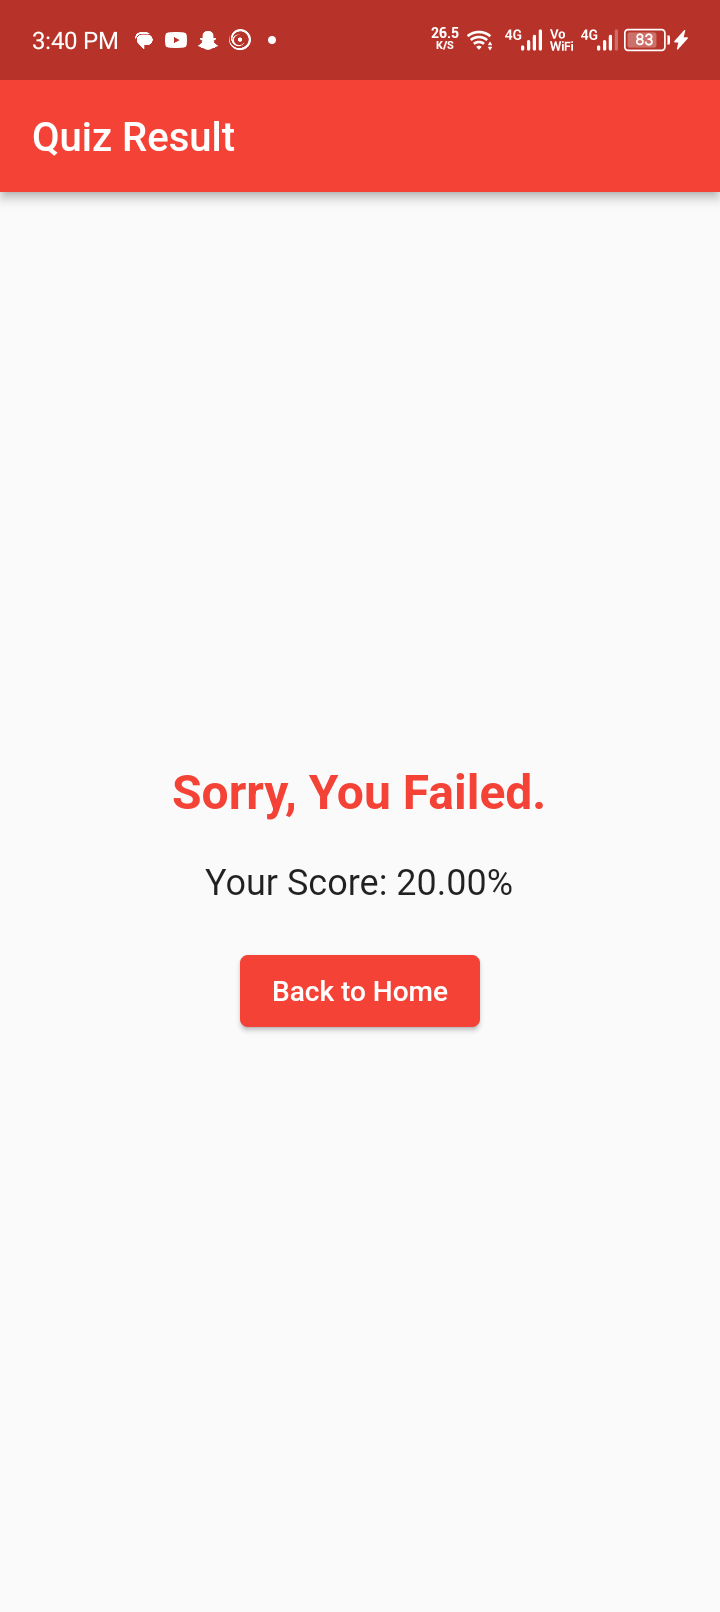 3:40 PM 26.5 K/S 4G Vo WiFi 4G 83
Quiz Result
Sorry, You Failed.
Your Score: 20.00%
Back to Home